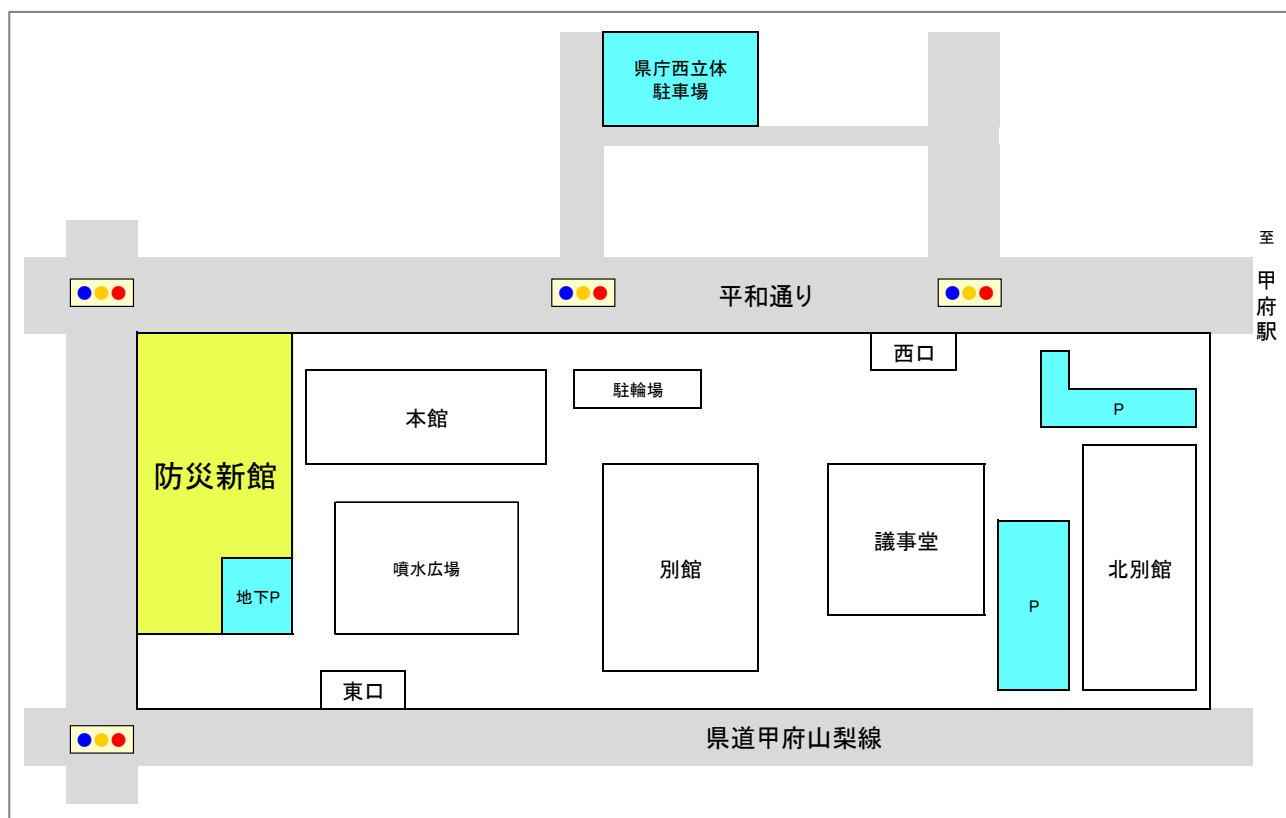 県庁西立体
駐車場
至
甲府駅
平和通り
西口
駐輪場
本館
P
防災新館
噴水広場
別館
議事堂
北別館
地下P
P
東口
県道甲府山梨線